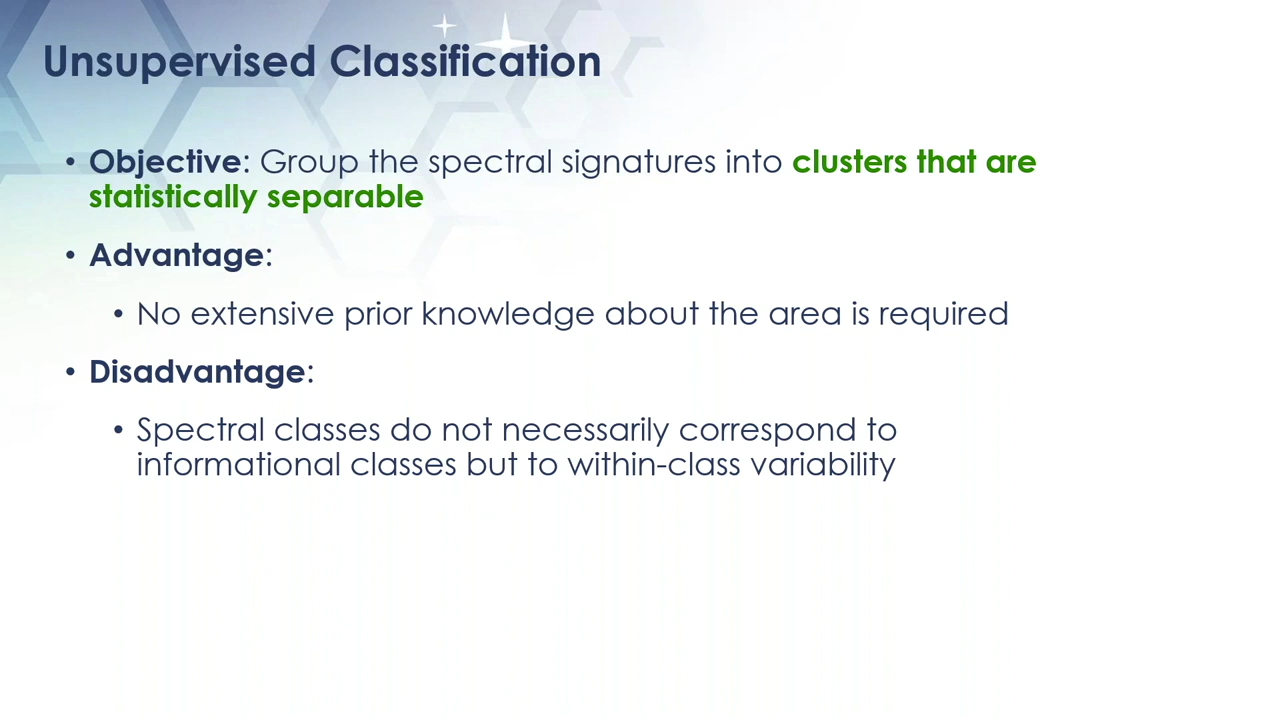 Unsupervised Classification
• Objective: Group the spectral signatures into clusters that are
statistically separable
• Advantage:
• No extensive prior knowledge about the area is required
• Disadvantage:
• Spectral classes do not necessarily correspond to
informational classes but to within-class variability